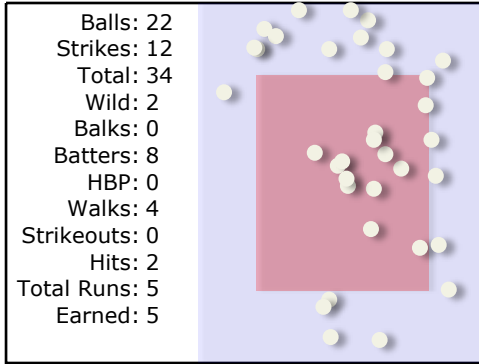 Balls: 22
Strikes: 12
Total: 34
Wild: 2
Balks: 0
Batters: 8
HBP: 0
Walks: 4
Strikeouts: 0
Hits: 2
Total Runs: 5
Earned: 5